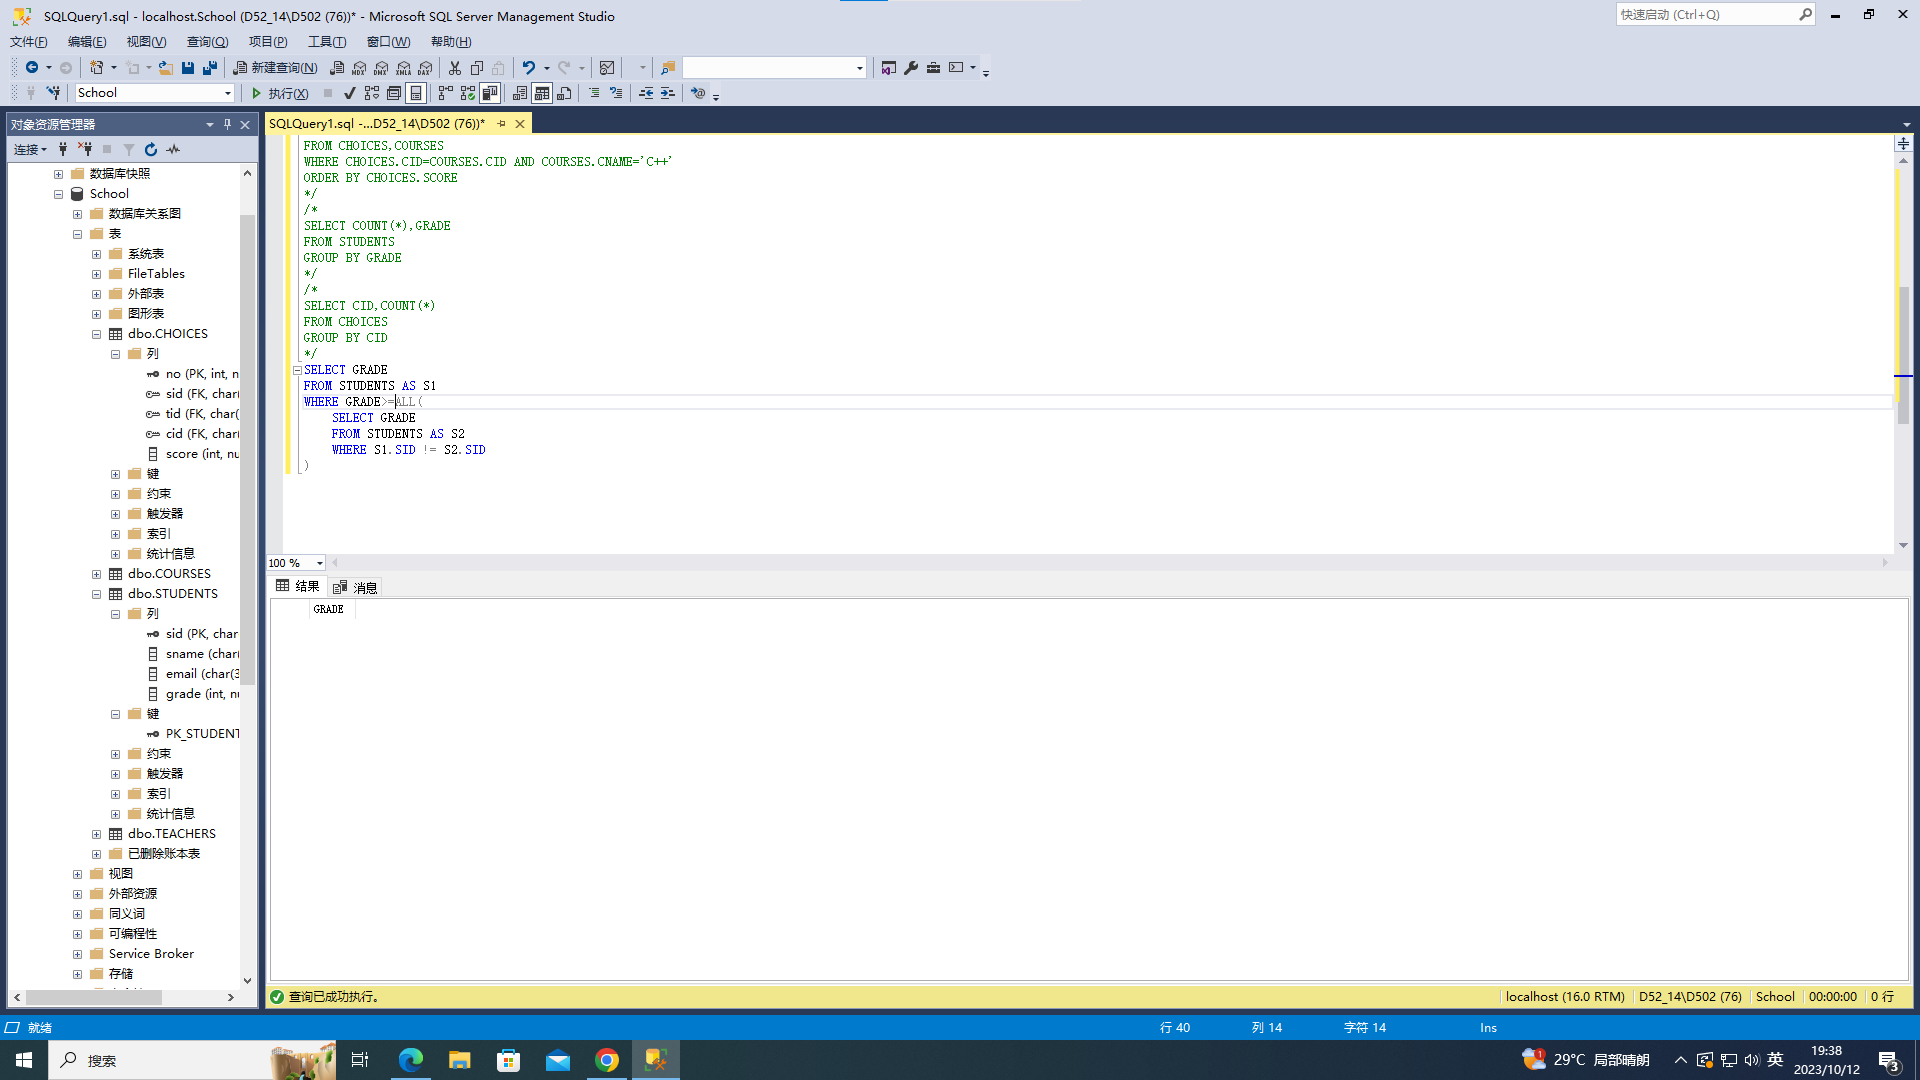 SQLQuery1.sql - localhost.School (D52_14\D502 (76))* - Microsoft SQL Server Management Studio
快速启动 (Ctrl+Q)
文件(F) 编辑(E) 视图(V) 查询(Q) 项目(P) 工具(T) 窗口(W) 帮助(H)
新建查询(N) MDX DMX XMLA DAX
School 执行(X)
对象资源管理器
SQLQuery1.sql -...D52_14\D502 (76))*
连接
数据库快照
School
数据库关系图
表
系统表
FileTables
外部表
图形表
dbo.CHOICES
列
no (PK, int, n
sid (FK, char(
tid (FK, char(
cid (FK, char(
score (int, nu
键
约束
触发器
索引
统计信息
dbo.COURSES
dbo.STUDENTS
列
sid (PK, char
sname (char(
email (char(3
grade (int, nu
键
PK_STUDENT
约束
触发器
索引
统计信息
dbo.TEACHERS
已删除账本表
视图
外部资源
同义词
可编程性
Service Broker
存储
FROM CHOICES,COURSES
WHERE CHOICES.CID=COURSES.CID AND COURSES.CNAME='C++'
ORDER BY CHOICES.SCORE
*/
/*
SELECT COUNT(*),GRADE
FROM STUDENTS
GROUP BY GRADE
*/
/*
SELECT CID,COUNT(*)
FROM CHOICES
GROUP BY CID
*/
SELECT GRADE
FROM STUDENTS AS S1
WHERE GRADE>=ALL(
SELECT GRADE
FROM STUDENTS AS S2
WHERE S1.SID != S2.SID
)
100 %
结果 消息
GRADE
查询已成功执行。
localhost (16.0 RTM) D52_14\D502 (76) School 00:00:00 0 行
就绪 行 40 列 14 字符 14 Ins
搜索
1 29°C 局部晴朗 英
19:38
2023/10/12
3